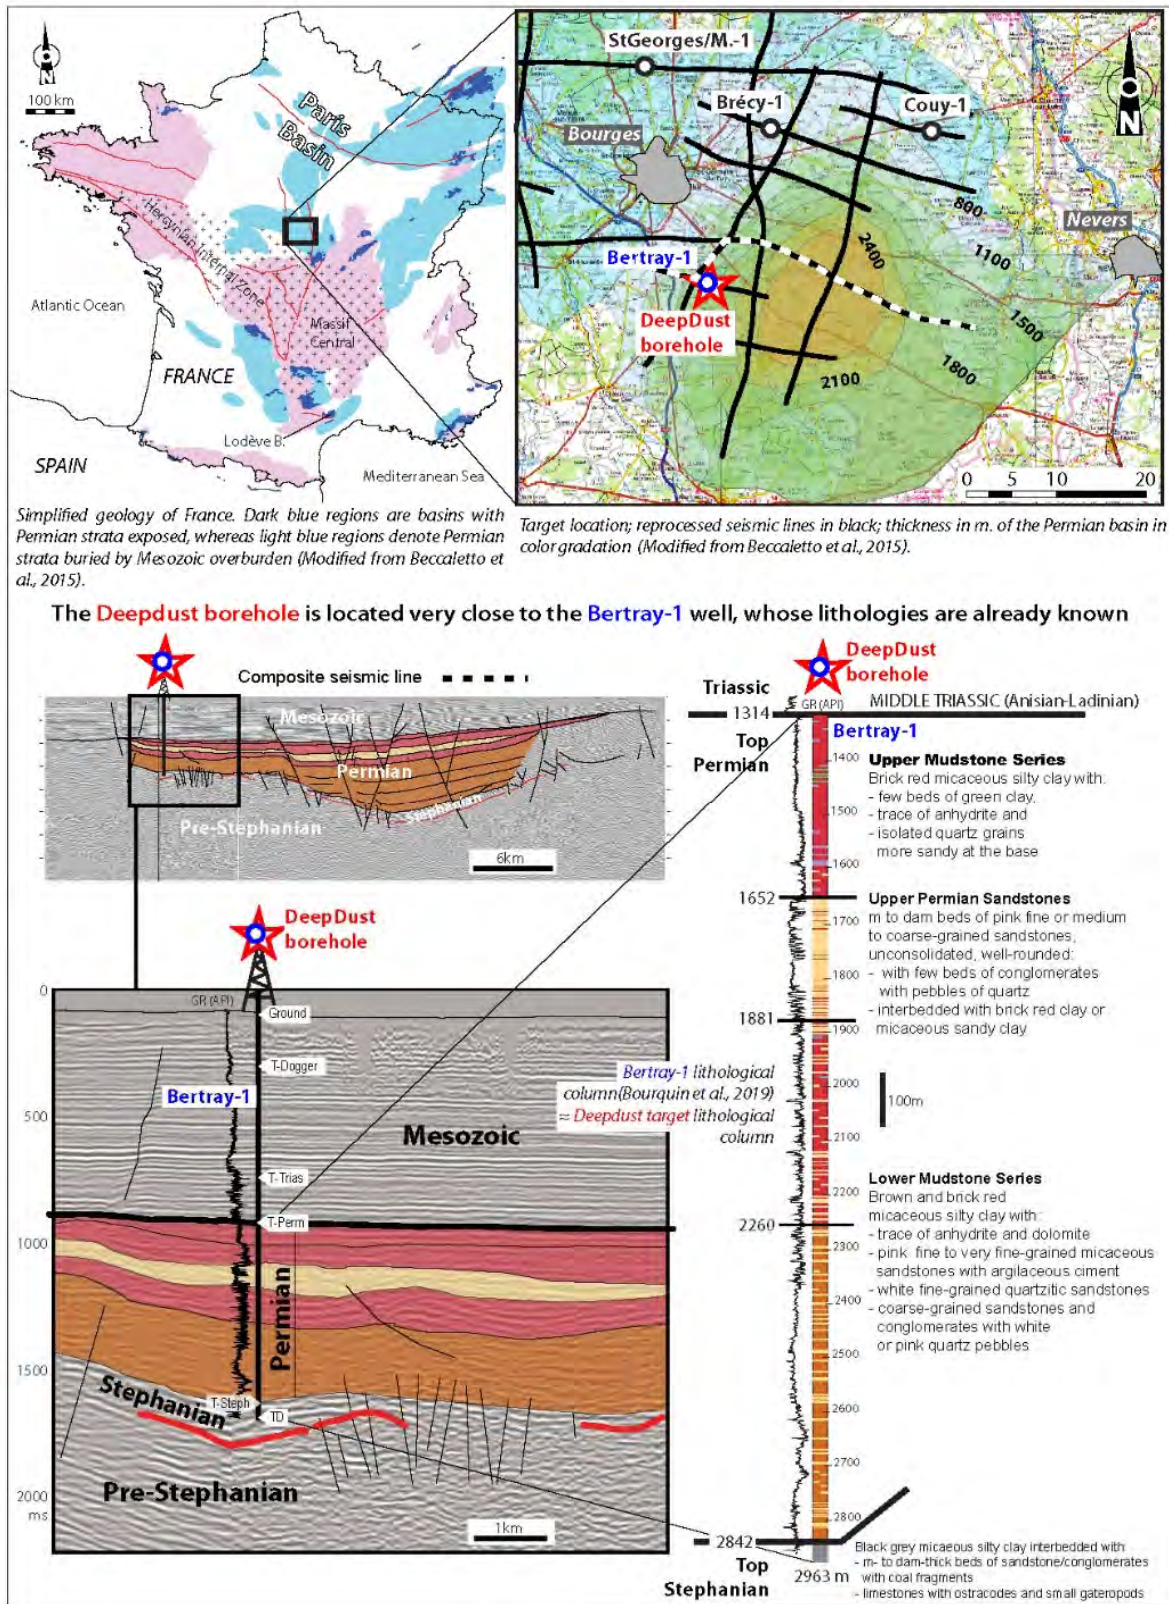 N
100 km
Paris
Basin
Hercynian Internal Zone
Atlantic Ocean
Massif
Central
FRANCE
Lodève B.
SPAIN
Mediterranean Sea
StGeorges/M.-1
Brécy-1
Couy-1
N
Bourges
Nevers
800
1100
2400
1500
1800
2100
Bertray-1
DeepDust
borehole
0 5 10 20
Simplified geology of France. Dark blue regions are basins with
Permian strata exposed, whereas light blue regions denote Permian
strata buried by Mesozoic overburden (Modified from Beccaletto et
al., 2015).
Target location; reprocessed seismic lines in black; thickness in m. of the Permian basin in
color gradation (Modified from Beccaletto et al., 2015).
The Deepdust borehole is located very close to the Bertray-1 well, whose lithologies are already known
Composite seismic line
Mesozoic
Permian
Stephanian
Pre-Stephanian
6km
DeepDust
borehole
0
500
1000
1500
2000
ms
GR (API)
Ground
T-Dogger
Bertray-1
Mesozoic
T-Trias
T-Perm
Permian
Stephanian
T-Steph
TD
Pre-Stephanian
1km
DeepDust
borehole
Triassic
1314
Top
Permian
GR (API)
MIDDLE TRIASSIC (Anisian-Ladinian)
Bertray-1
1400
1500
1600
1652
1700
1800
1881
1900
2000
2100
2200
2260
2300
2400
2500
2600
2700
2800
2842
Top
Stephanian
2963 m
100m
Bertray-1 lithological
column(Bourquin et al., 2019)
≈ Deepdust target lithological
column
Upper Mudstone Series
Brick red micaceous silty clay with:
- few beds of green clay,
- trace of anhydrite and
- isolated quartz grains
more sandy at the base
Upper Permian Sandstones
m to dam beds of pink fine or medium
to coarse-grained sandstones,
unconsolidated, well-rounded:
- with few beds of conglomerates
with pebbles of quartz
- interbedded with brick red clay or
micaceous sandy clay
Lower Mudstone Series
Brown and brick red
micaceous silty clay with:
- trace of anhydrite and dolomite
- pink fine to very fine-grained micaceous
sandstones with argilaceous ciment
- white fine-grained quartzitic sandstones
- coarse-grained sandstones and
conglomerates with white
or pink quartz pebbles
Black grey micaeous silty clay interbedded with:
- m- to dam-thick beds of sandstone/conglomerates
with coal fragments
- limestones with ostracodes and small gateropods